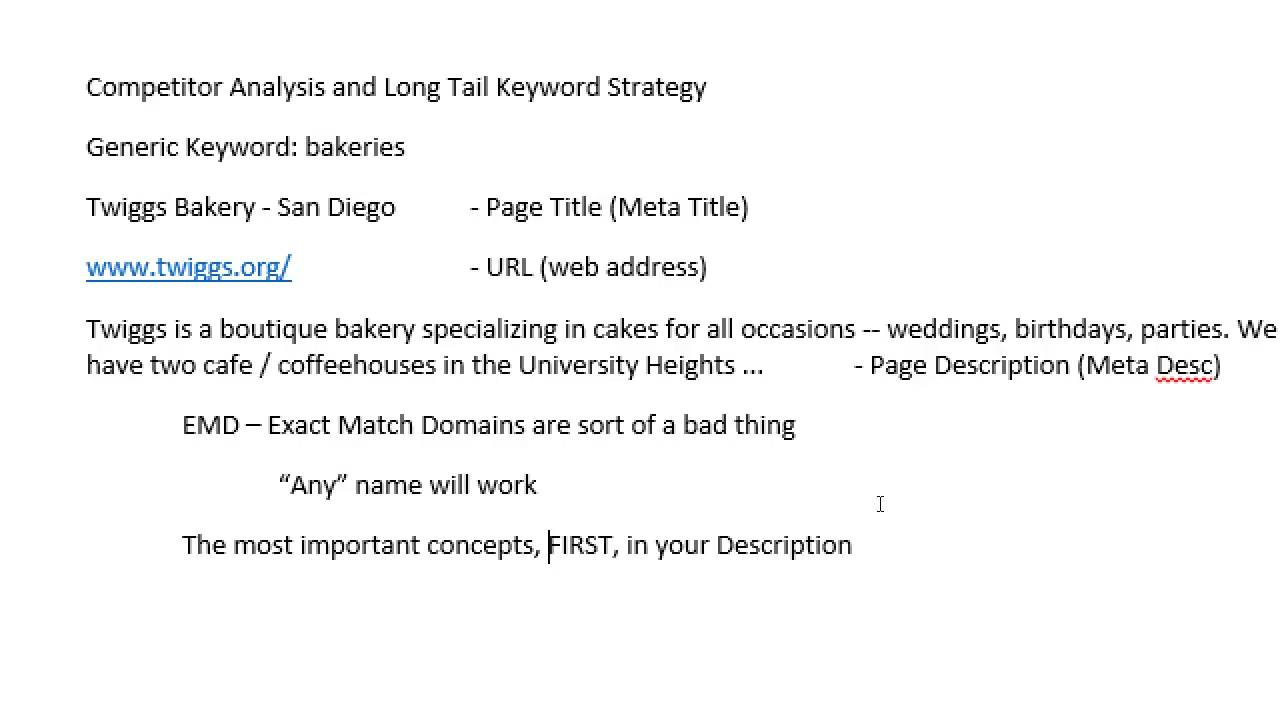 Competitor Analysis and Long Tail Keyword Strategy
Generic Keyword: bakeries
Twiggs Bakery - San Diego - Page Title (Meta Title)
www.twiggs.org/ - URL (web address)
Twiggs is a boutique bakery specializing in cakes for all occasions -- weddings, birthdays, parties. We
have two cafe / coffeehouses in the University Heights ... - Page Description (Meta Desc)
EMD – Exact Match Domains are sort of a bad thing
“Any” name will work
The most important concepts, FIRST, in your Description